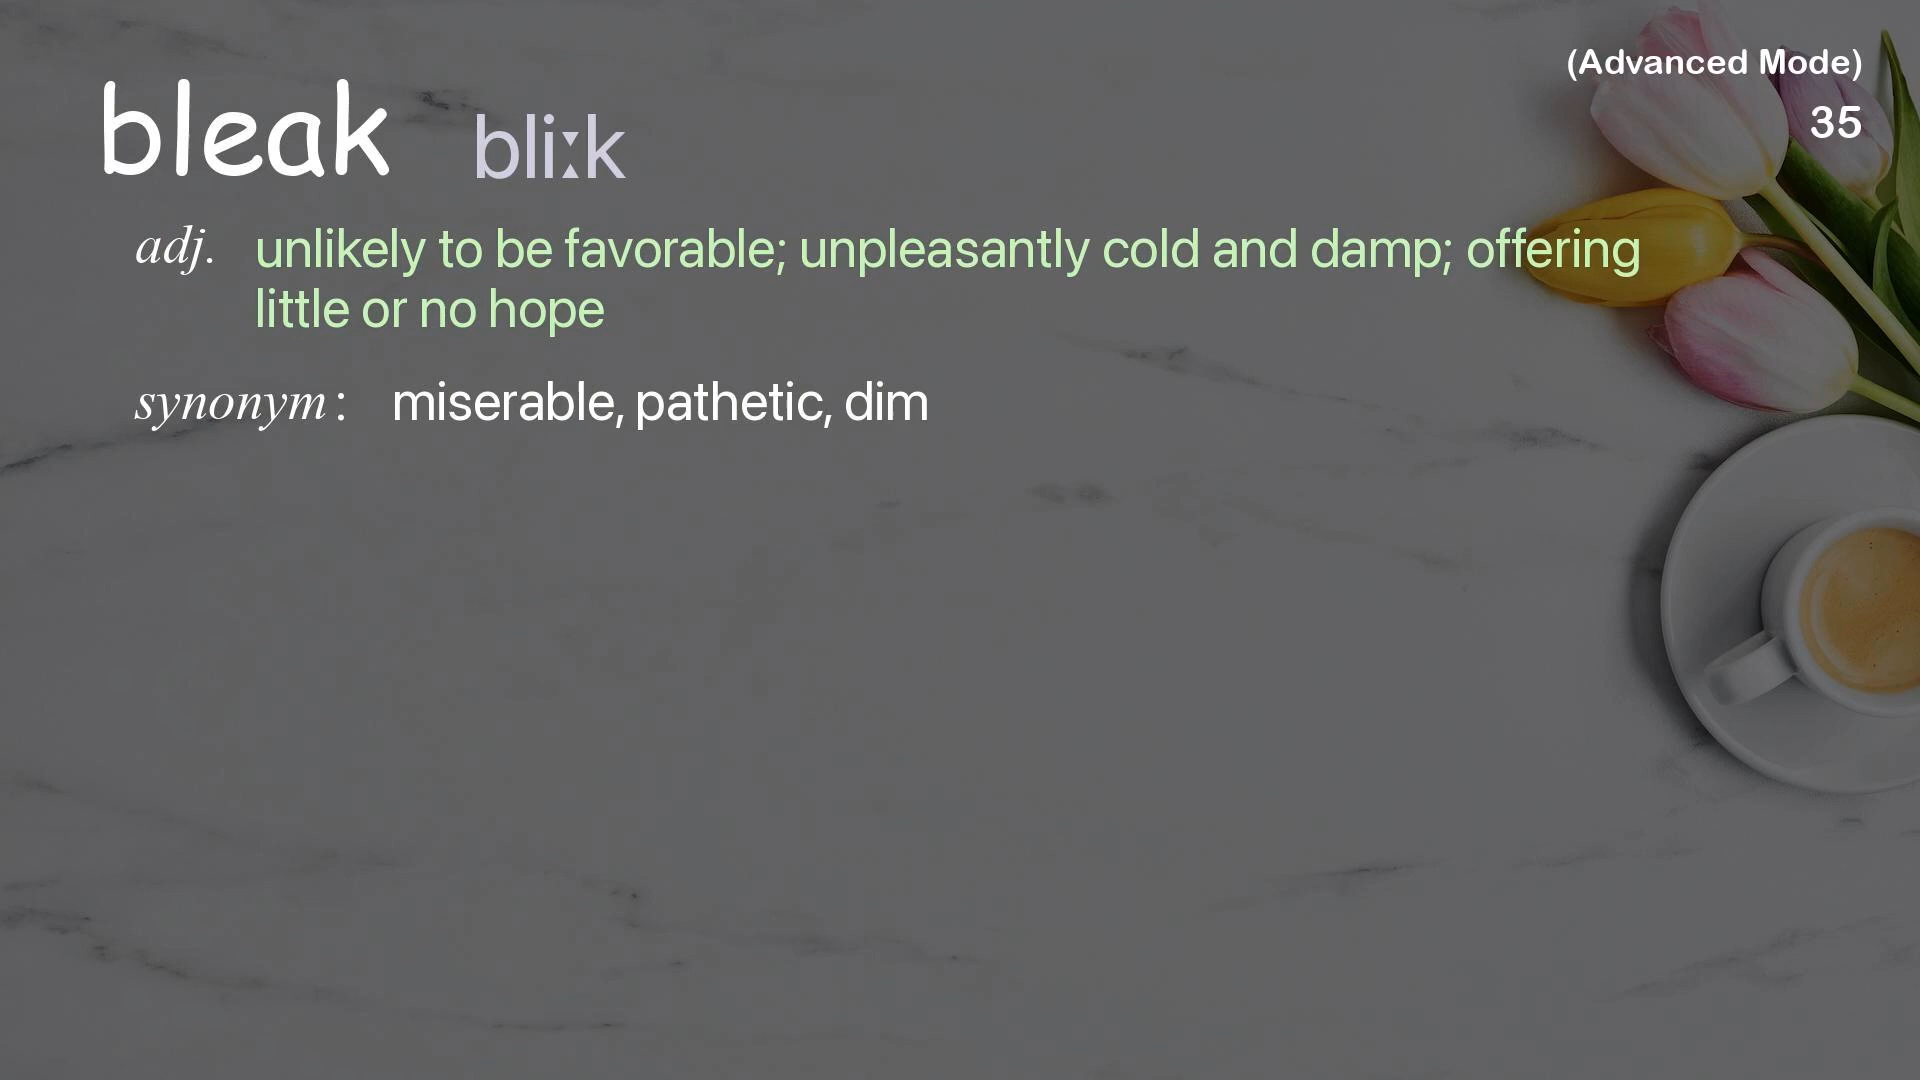 (Advanced Mode)
35
bleak bliːk
adj. unlikely to be favorable; unpleasantly cold and damp; offering
little or no hope
synonym: miserable, pathetic, dim